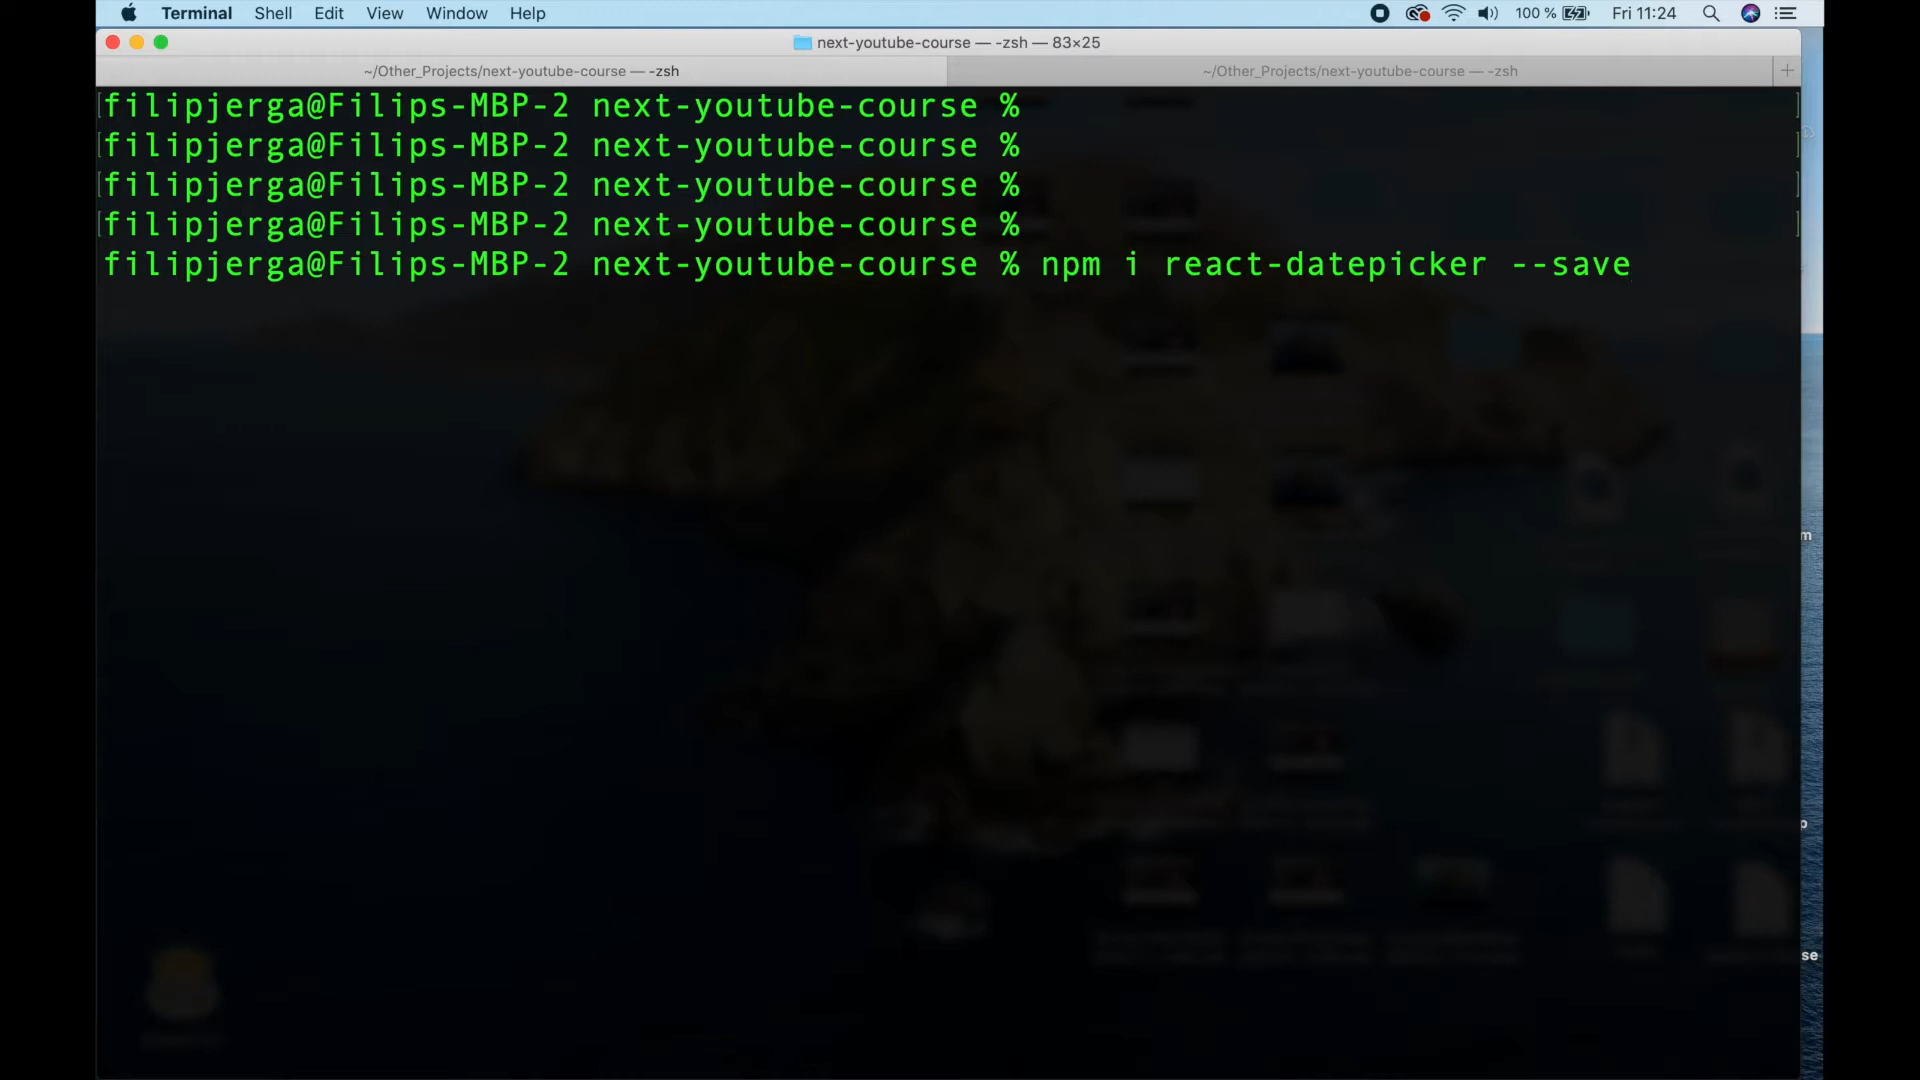 Terminal Shell Edit View Window Help 100 % Fri 11:24
next-youtube-course — -zsh — 83×25
~/Other_Projects/next-youtube-course — -zsh ~/Other_Projects/next-youtube-course — -zsh
filipjerga@Filips-MBP-2 next-youtube-course %
filipjerga@Filips-MBP-2 next-youtube-course %
filipjerga@Filips-MBP-2 next-youtube-course %
filipjerga@Filips-MBP-2 next-youtube-course %
filipjerga@Filips-MBP-2 next-youtube-course % npm i react-datepicker --save
m
p
se